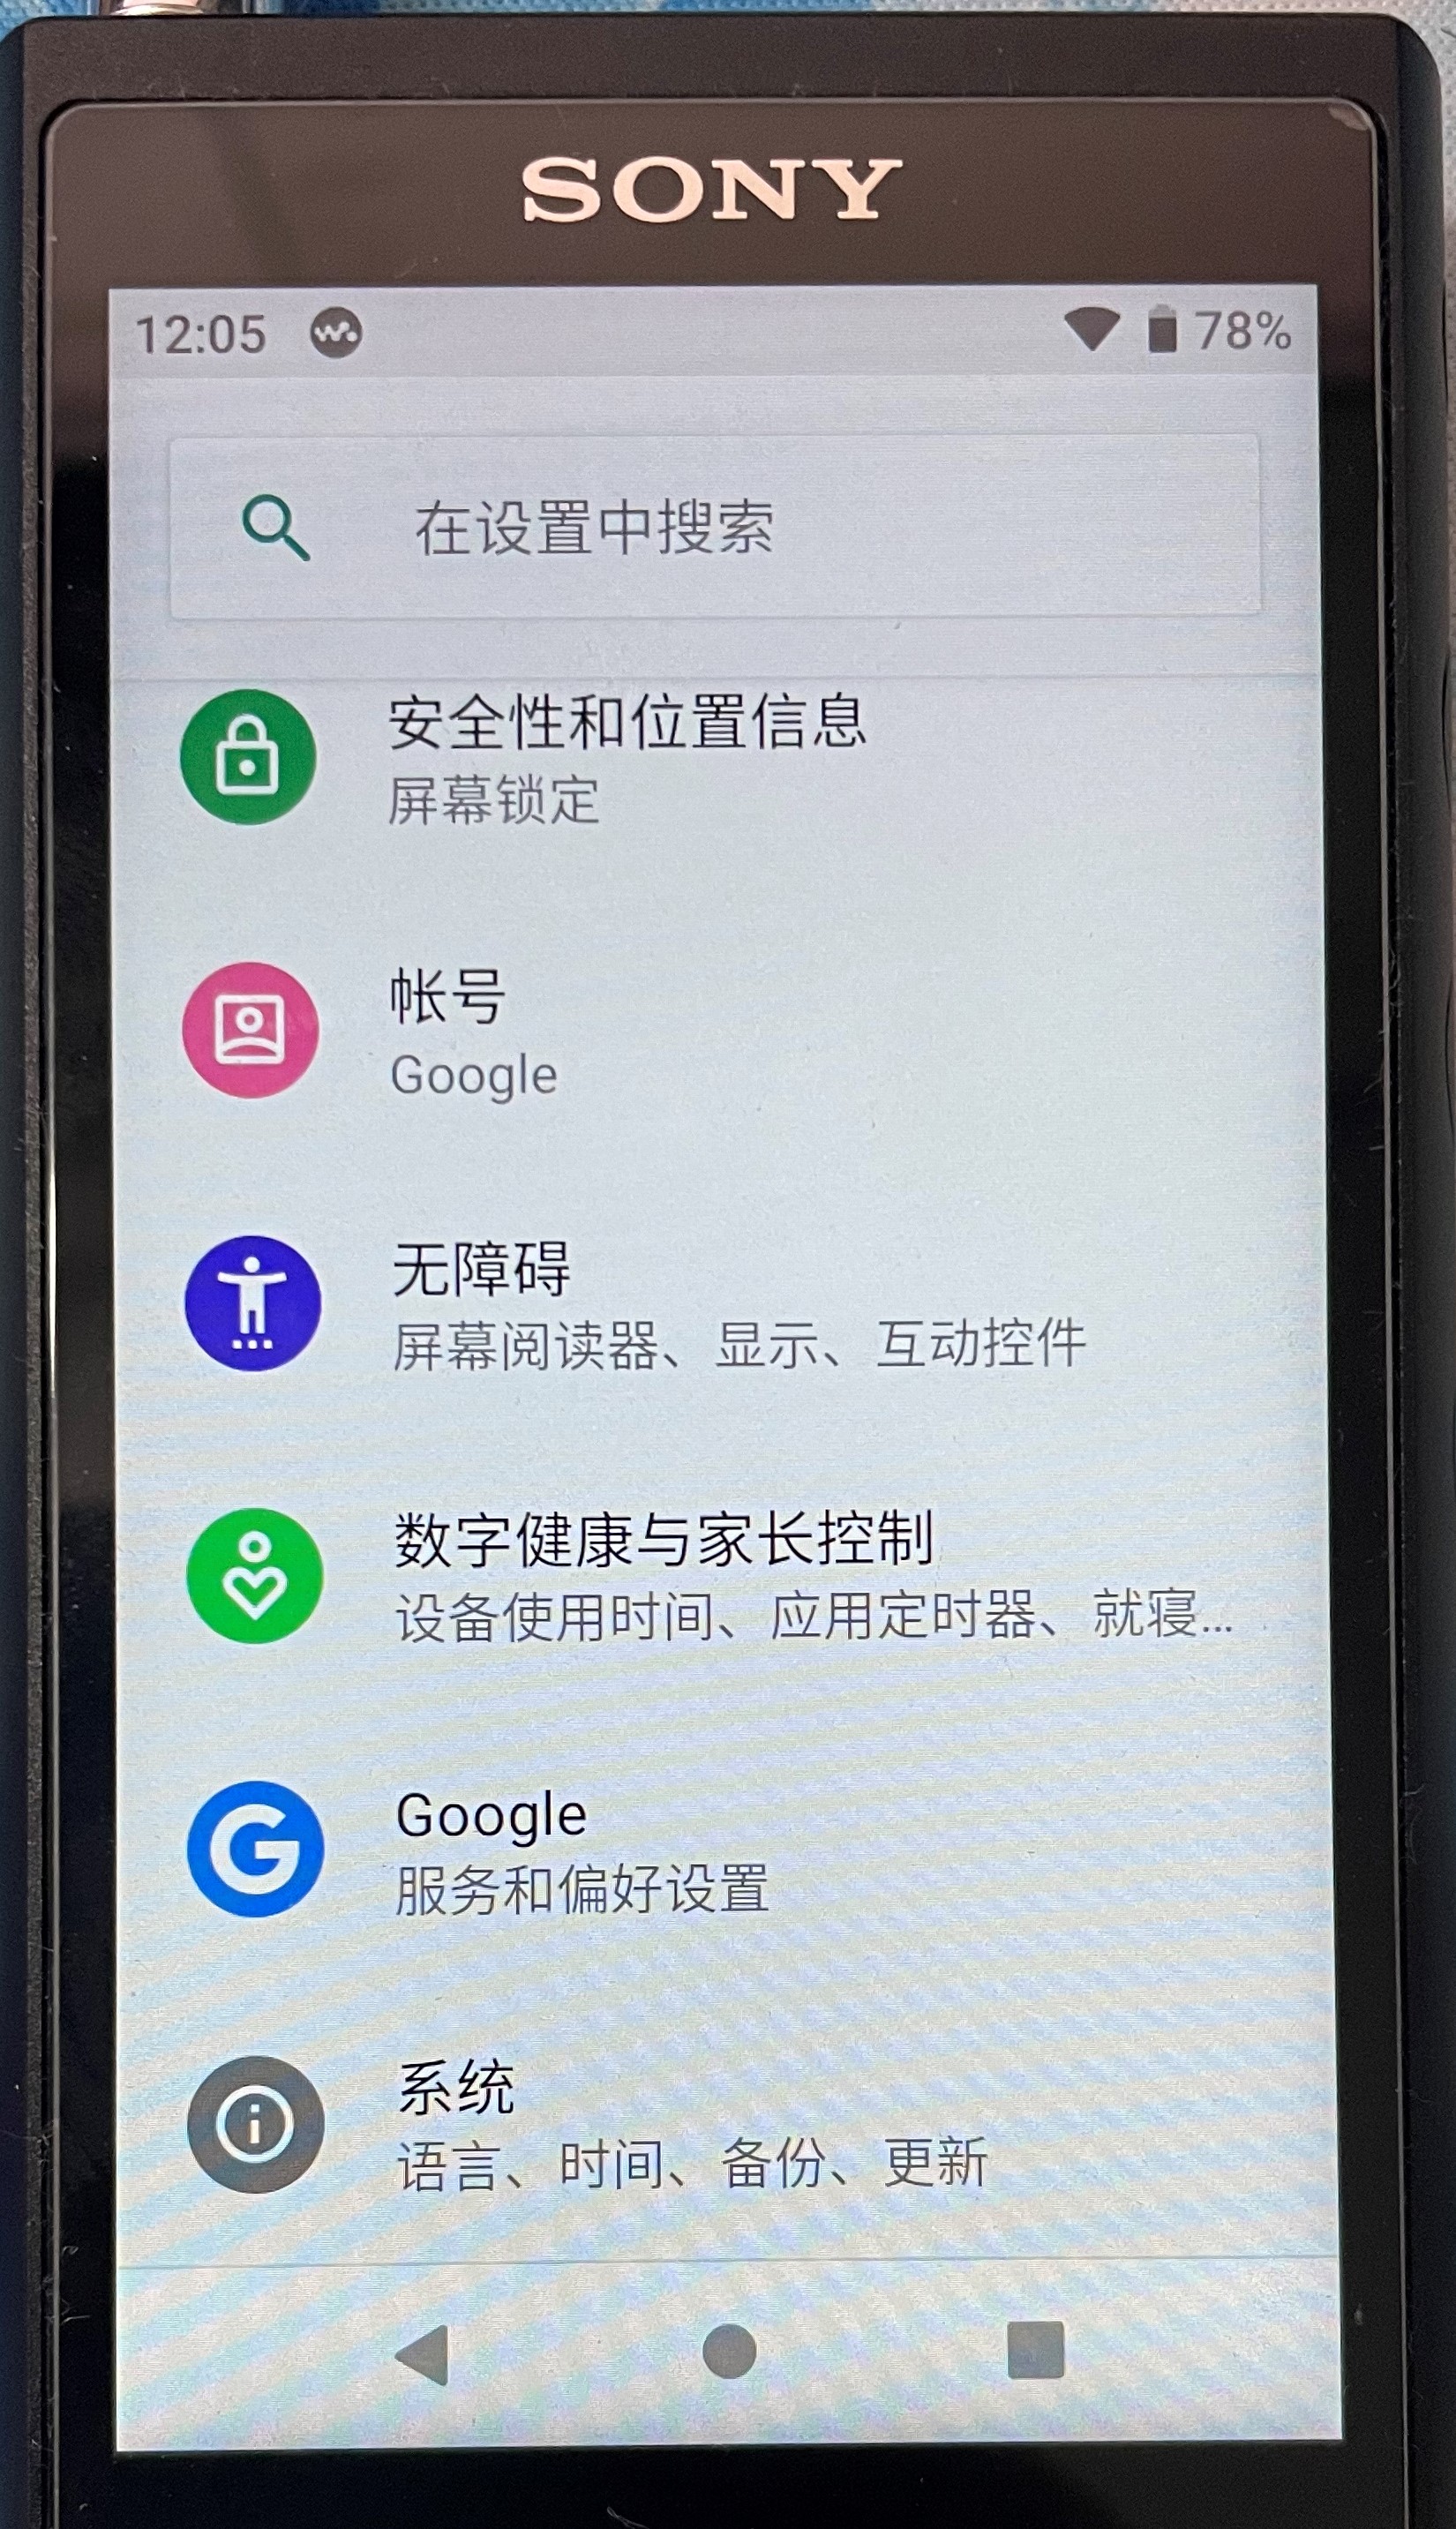 SONY
12:05 78%
在设置中搜索
安全性和位置信息
屏幕锁定
帐号
Google
无障碍
屏幕阅读器、显示、互动控件
数字健康与家长控制
设备使用时间、应用定时器、就寝...
Google
服务和偏好设置
系统
语言、时间、备份、更新